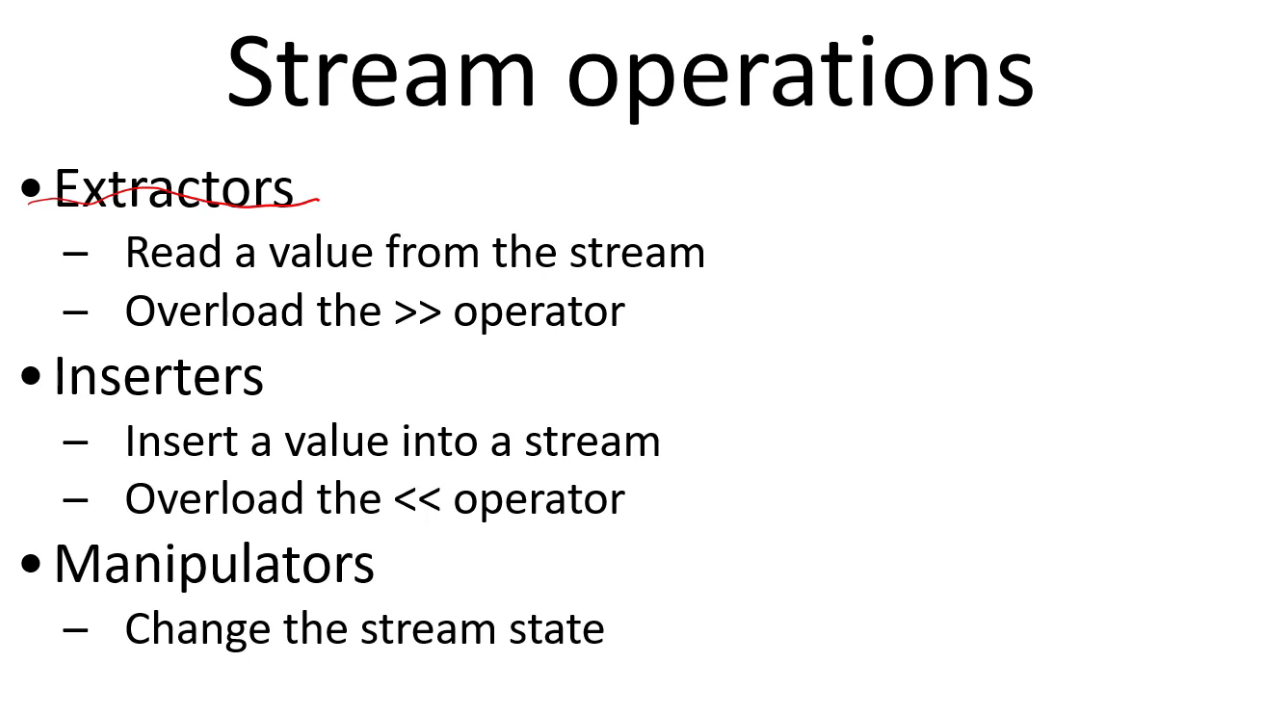 Stream operations
• Extractors
– Read a value from the stream
– Overload the >> operator
• Inserters
– Insert a value into a stream
– Overload the << operator
• Manipulators
– Change the stream state